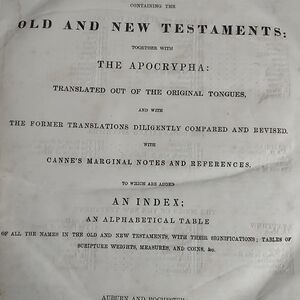 CONTAINING THE
OLD AND NEW TESTAMENTS;
TOGETHER WITH
THE APOCRYPHA:
TRANSLATED OUT OF THE ORIGINAL TONGUES,
AND WITH
THE FORMER TRANSLATIONS DILIGENTLY COMPARED AND REVISED.
WITH
CANNE'S MARGINAL NOTES AND REFERENCES.
TO WHICH ARE ADDED
AN INDEX;
AN ALPHABETICAL TABLE
OF ALL THE NAMES IN THE OLD AND NEW TESTAMENTS, WITH THEIR SIGNIFICATIONS; TABLES OF
SCRIPTURE WEIGHTS, MEASURES, AND COINS, &c.
AUBURN AND ROCHESTER